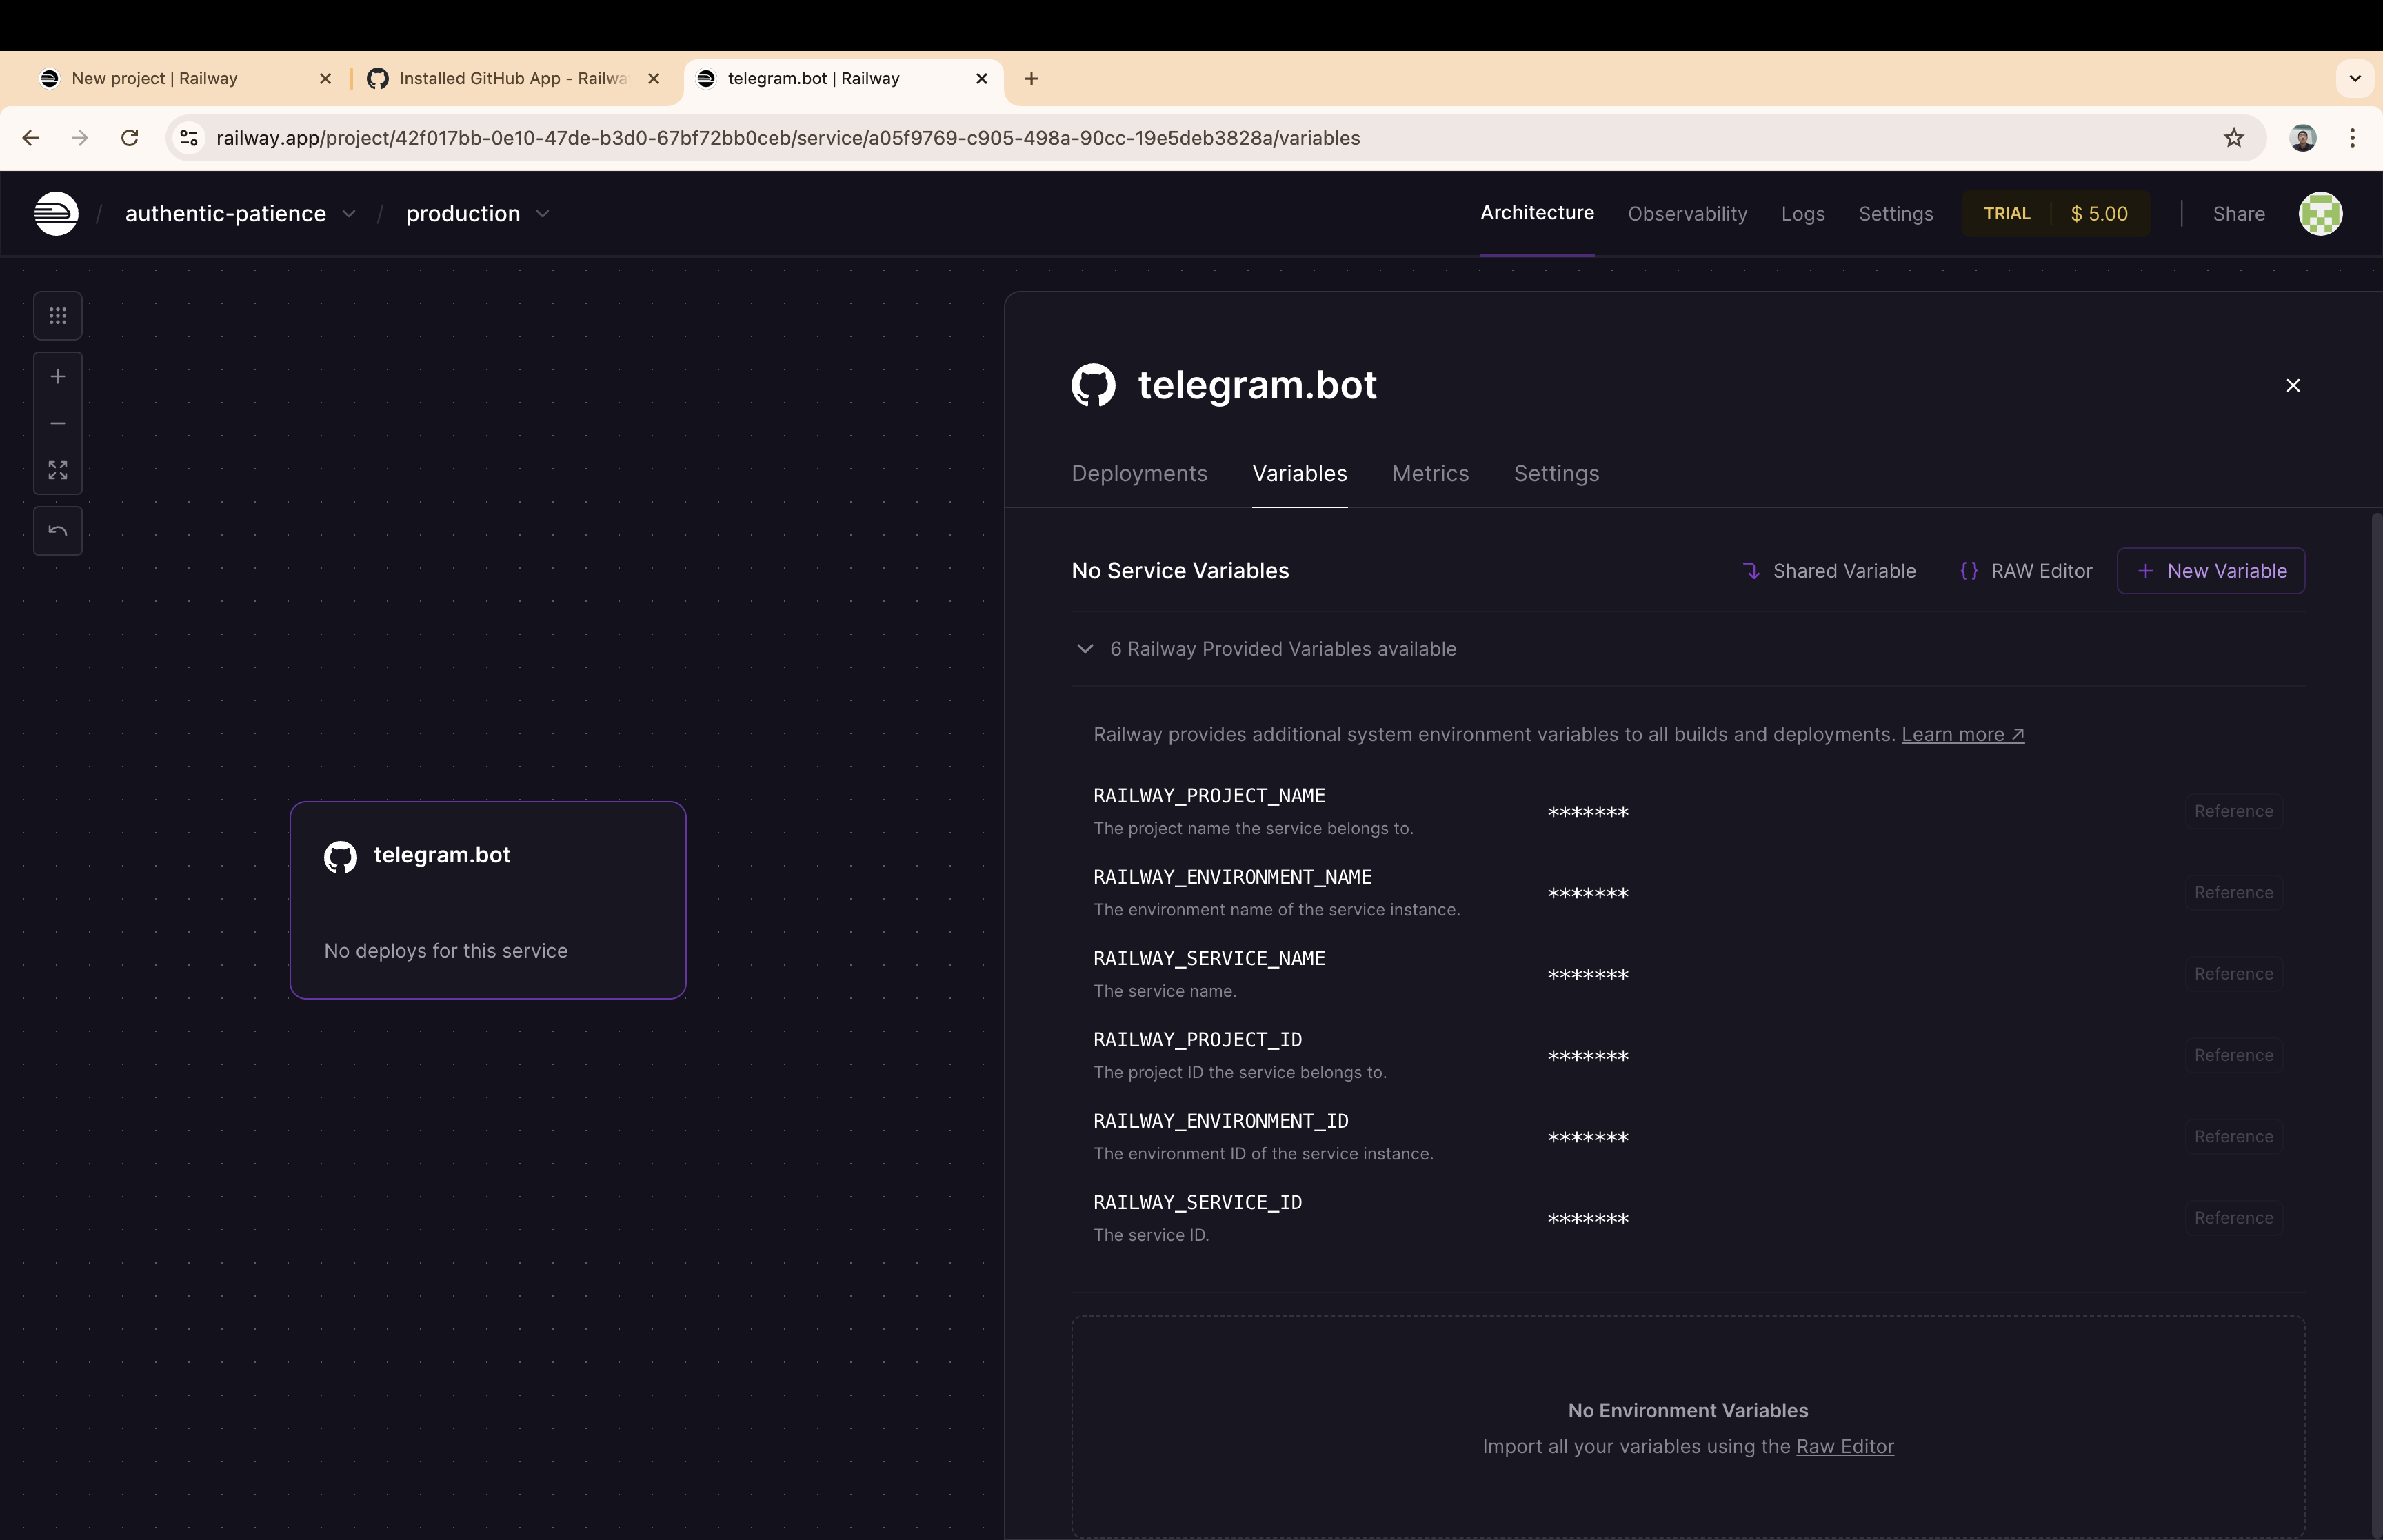 New project | Railway
Installed GitHub App - Railwa
telegram.bot | Railway
railway.app/project/42f017bb-0e10-47de-b3d0-67bf72bb0ceb/service/a05f9769-c905-498a-90cc-19e5deb3828a/variables
/ authentic-patience / production
Architecture Observability Logs Settings TRIAL $ 5.00 Share
telegram.bot
Deployments Variables Metrics Settings
No Service Variables Shared Variable {} RAW Editor + New Variable
6 Railway Provided Variables available
Railway provides additional system environment variables to all builds and deployments. Learn more ↗
RAILWAY_PROJECT_NAME
The project name the service belongs to.
******* Reference
RAILWAY_ENVIRONMENT_NAME
The environment name of the service instance.
******* Reference
RAILWAY_SERVICE_NAME
The service name.
******* Reference
RAILWAY_PROJECT_ID
The project ID the service belongs to.
******* Reference
RAILWAY_ENVIRONMENT_ID
The environment ID of the service instance.
******* Reference
RAILWAY_SERVICE_ID
The service ID.
******* Reference
No Environment Variables
Import all your variables using the Raw Editor
telegram.bot
No deploys for this service